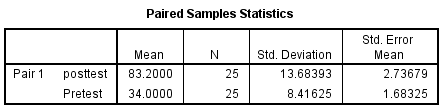 Paired Samples Statistics
Mean N Std. Deviation Std. Error Mean
Pair 1 posttest 83.2000 25 13.68393 2.73679
Pretest 34.0000 25 8.41625 1.68325